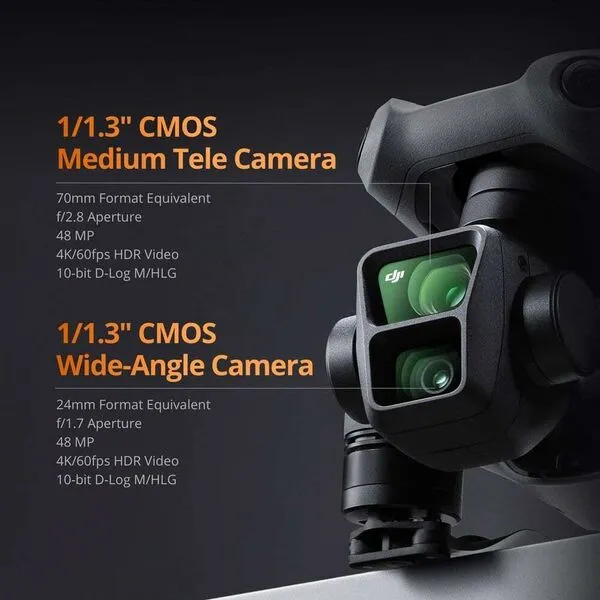 1/1.3" CMOS
Medium Tele Camera
70mm Format Equivalent
f/2.8 Aperture
48 MP
4K/60fps HDR Video
10-bit D-Log M/HLG
dji
1/1.3" CMOS
Wide-Angle Camera
24mm Format Equivalent
f/1.7 Aperture
48 MP
4K/60fps HDR Video
10-bit D-Log M/HLG